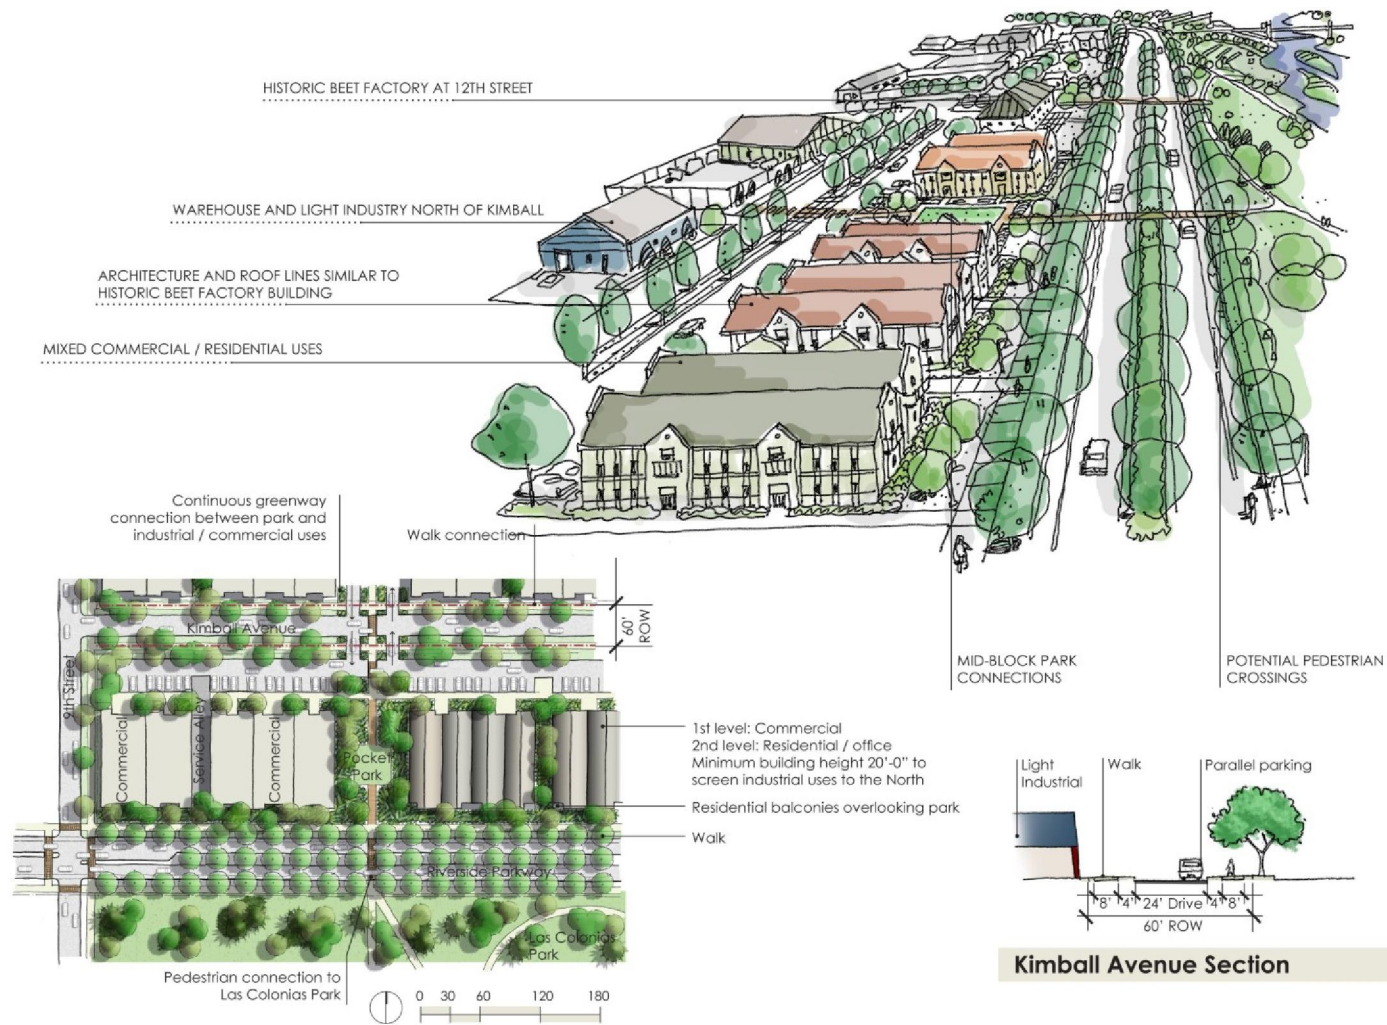 HISTORIC BEET FACTORY AT 12TH STREET
WAREHOUSE AND LIGHT INDUSTRY NORTH OF KIMBALL
ARCHITECTURE AND ROOF LINES SIMILAR TO
HISTORIC BEET FACTORY BUILDING
MIXED COMMERCIAL / RESIDENTIAL USES
MID-BLOCK PARK
CONNECTIONS
POTENTIAL PEDESTRIAN
CROSSINGS
Continuous greenway
connection between park and
industrial / commercial uses
Walk connection
Kimball Avenue
60'
ROW
9th Street
Commercial
Service Alley
Commercial
Pocket
Park
1st level: Commercial
2nd level: Residential / office
Minimum building height 20'-0" to
screen industrial uses to the North
Residential balconies overlooking park
Walk
Riverside Parkway
Las Colonias
Park
Pedestrian connection to
Las Colonias Park
0 30 60 120 180
Light
Industrial
Walk
Parallel parking
8' 4' 24' Drive 4' 8'
60' ROW
Kimball Avenue Section